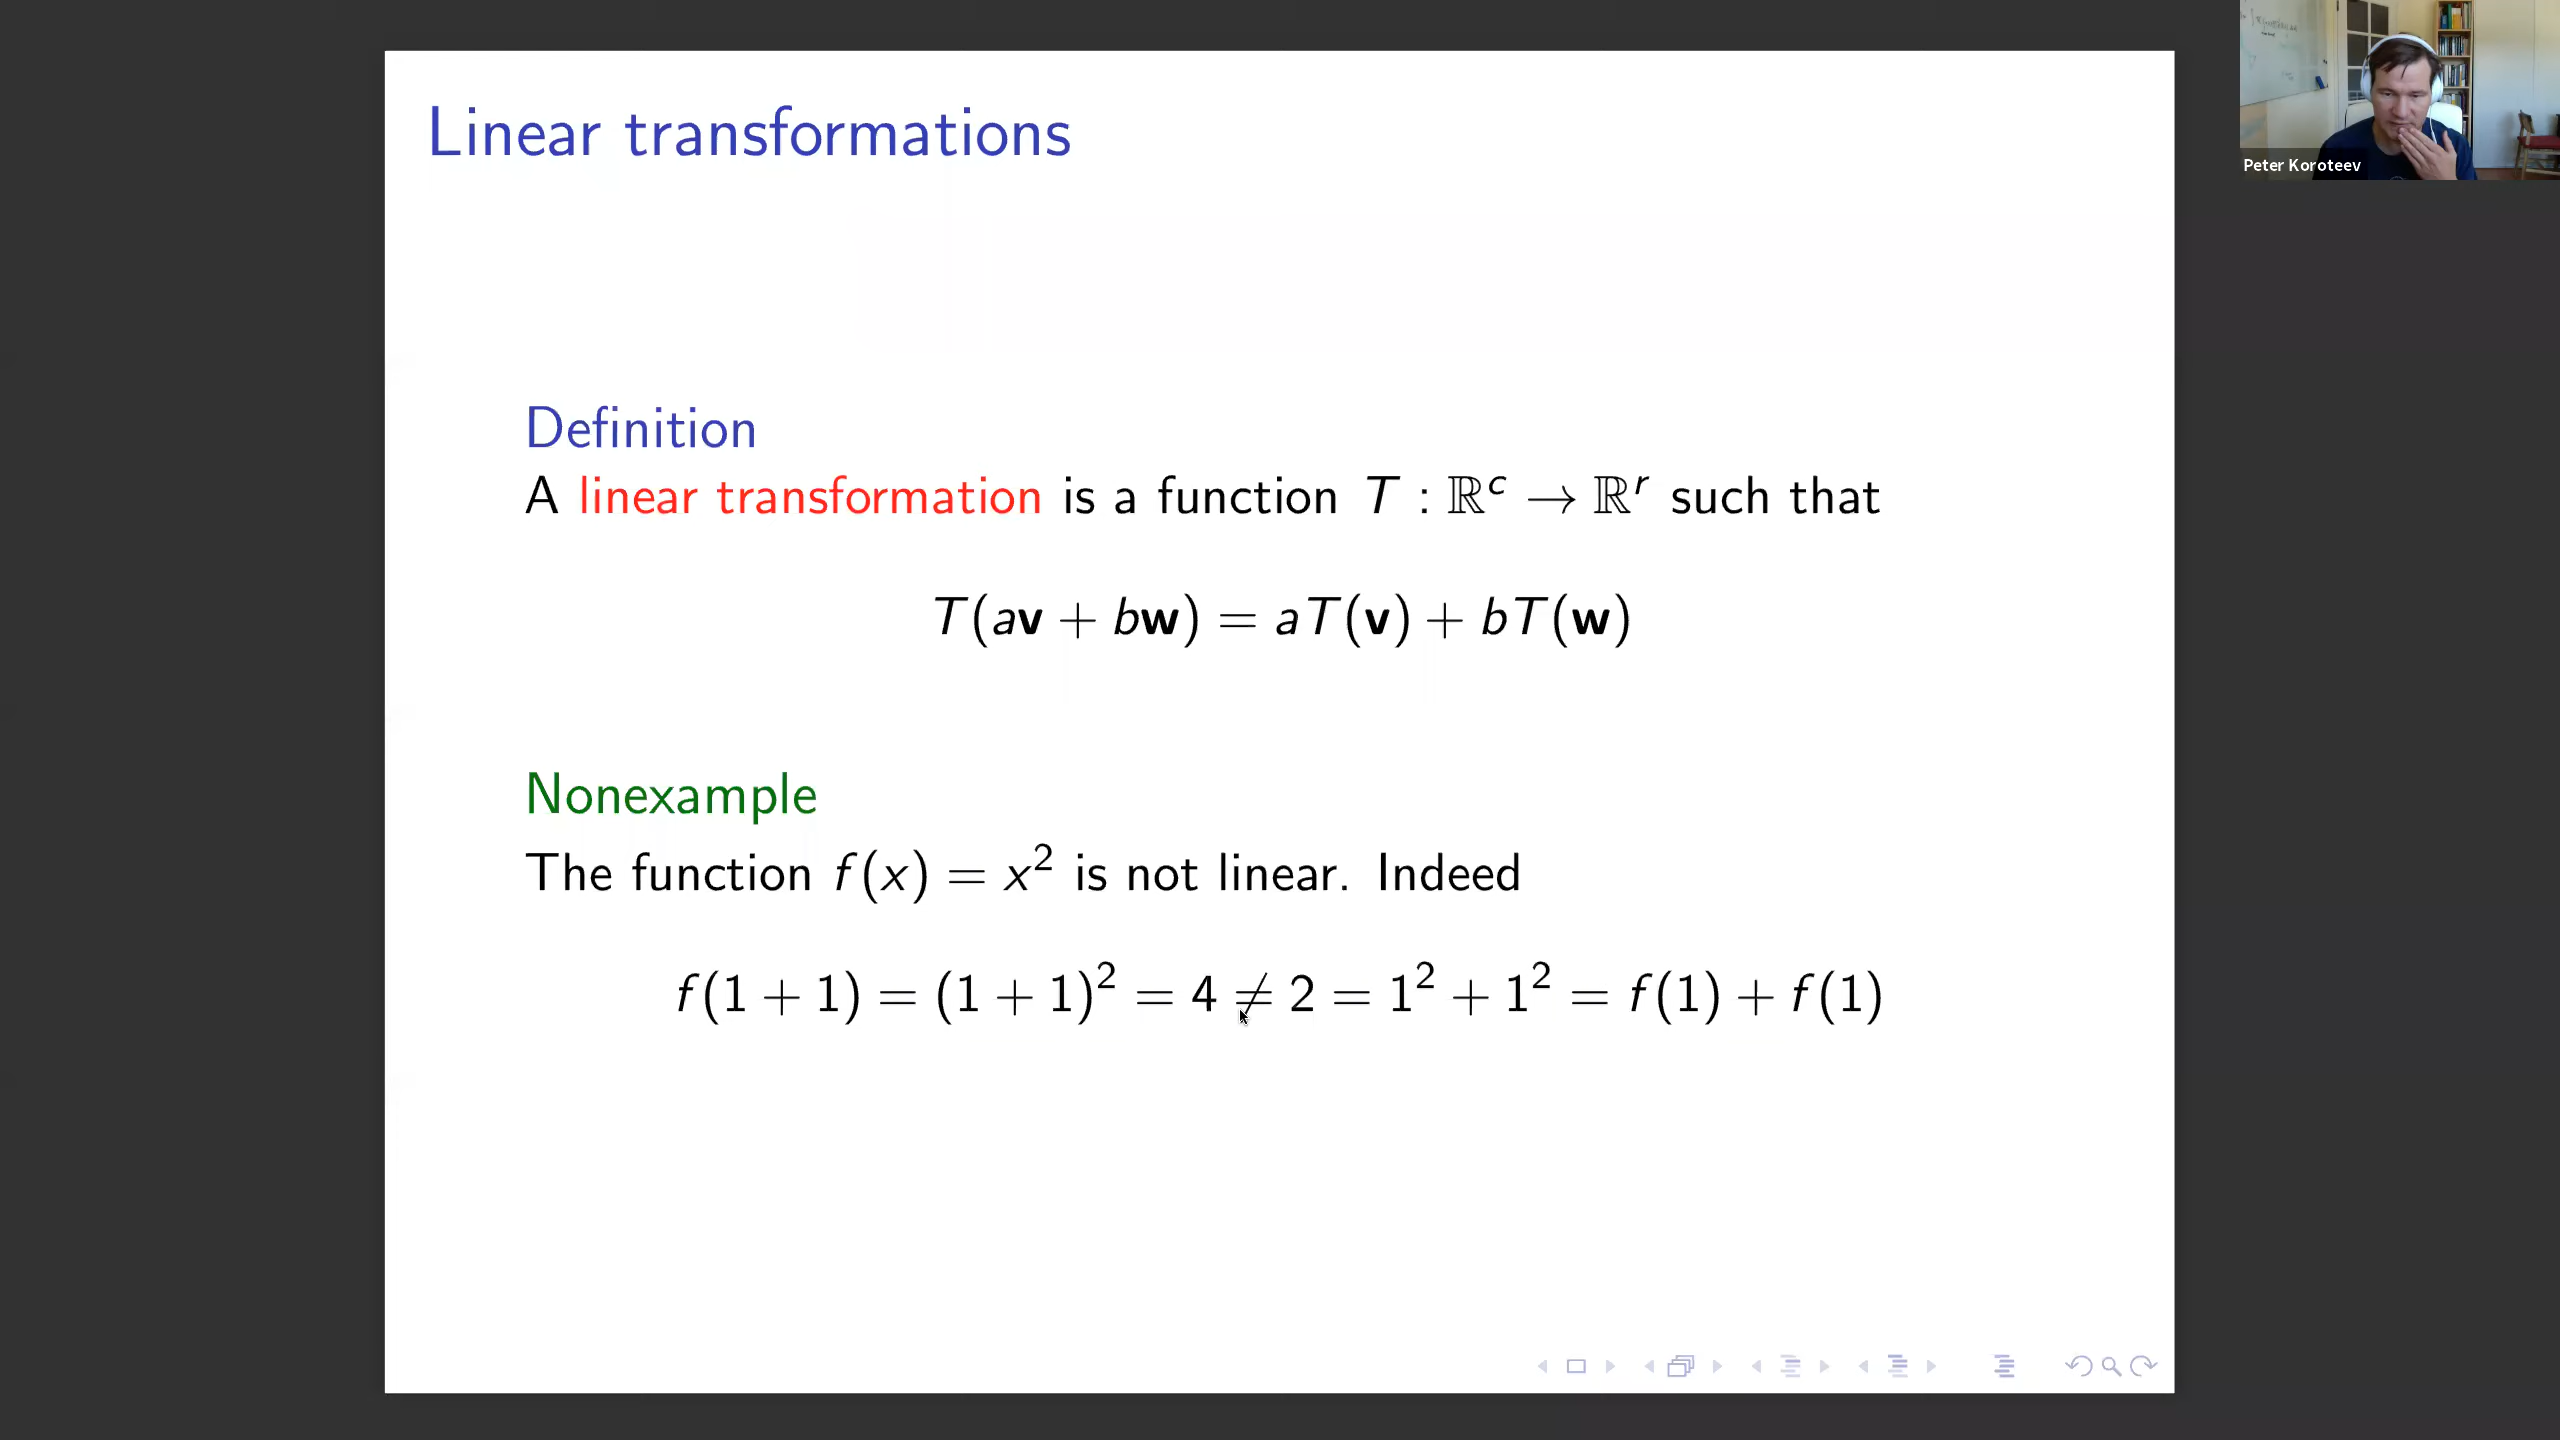 Linear transformations
Peter Koroteev
Definition
A linear transformation is a function T : ℝᶜ → ℝʳ such that
T(a𝐯 + b𝐰) = aT(𝐯) + bT(𝐰)
Nonexample
The function f(x) = x² is not linear. Indeed
f(1 + 1) = (1 + 1)² = 4 ≠ 2 = 1² + 1² = f(1) + f(1)